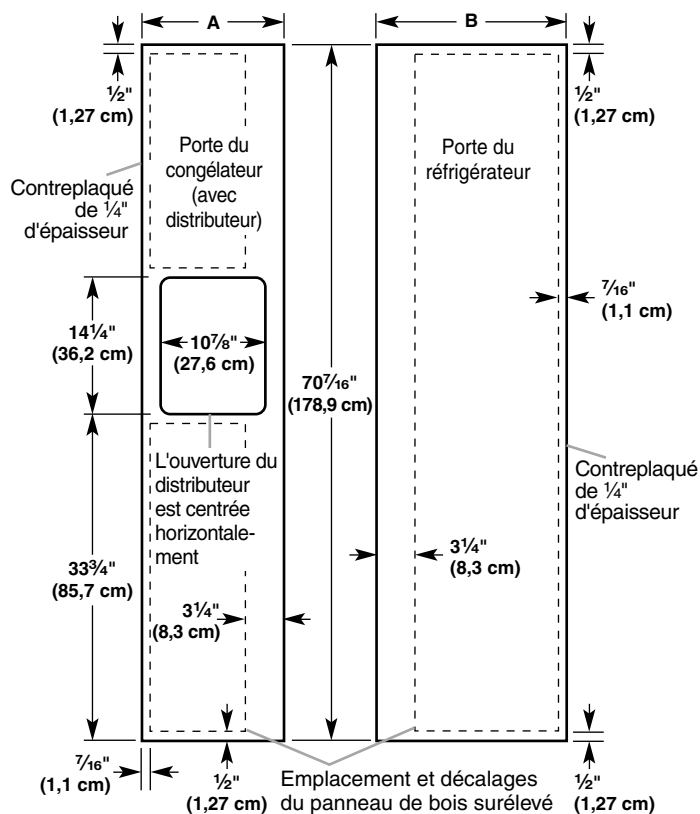 A
B
½"
(1,27 cm)
½"
(1,27 cm)
Porte du
congélateur
(avec
distributeur)
Porte du
réfrigérateur
Contreplaqué
de ¼"
d'épaisseur
7/16"
(1,1 cm)
14¼"
(36,2 cm)
10⅞"
(27,6 cm)
707/16"
(178,9 cm)
L'ouverture du
distributeur
est centrée
horizontale-
ment
Contreplaqué
de ¼"
d'épaisseur
33¾"
(85,7 cm)
3¼"
(8,3 cm)
3¼"
(8,3 cm)
7/16"
(1,1 cm)
½"
(1,27 cm)
Emplacement et décalages
du panneau de bois surélevé
½"
(1,27 cm)